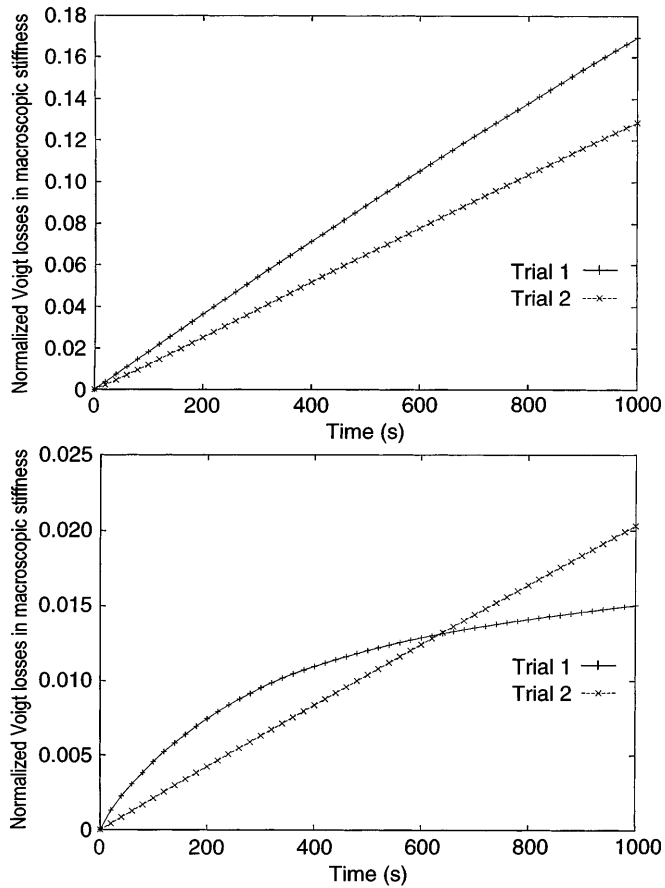 Normalized Voigt losses in macroscopic stiffness
0.18
0.16
0.14
0.12
0.10
0.08
0.06
0.04
0.02
0
Trial 1
Trial 2
0 200 400 600 800 1000
Time (s)
Normalized Voigt losses in macroscopic stiffness
0.025
0.020
0.015
0.010
0.005
0
Trial 1
Trial 2
0 200 400 600 800 1000
Time (s)